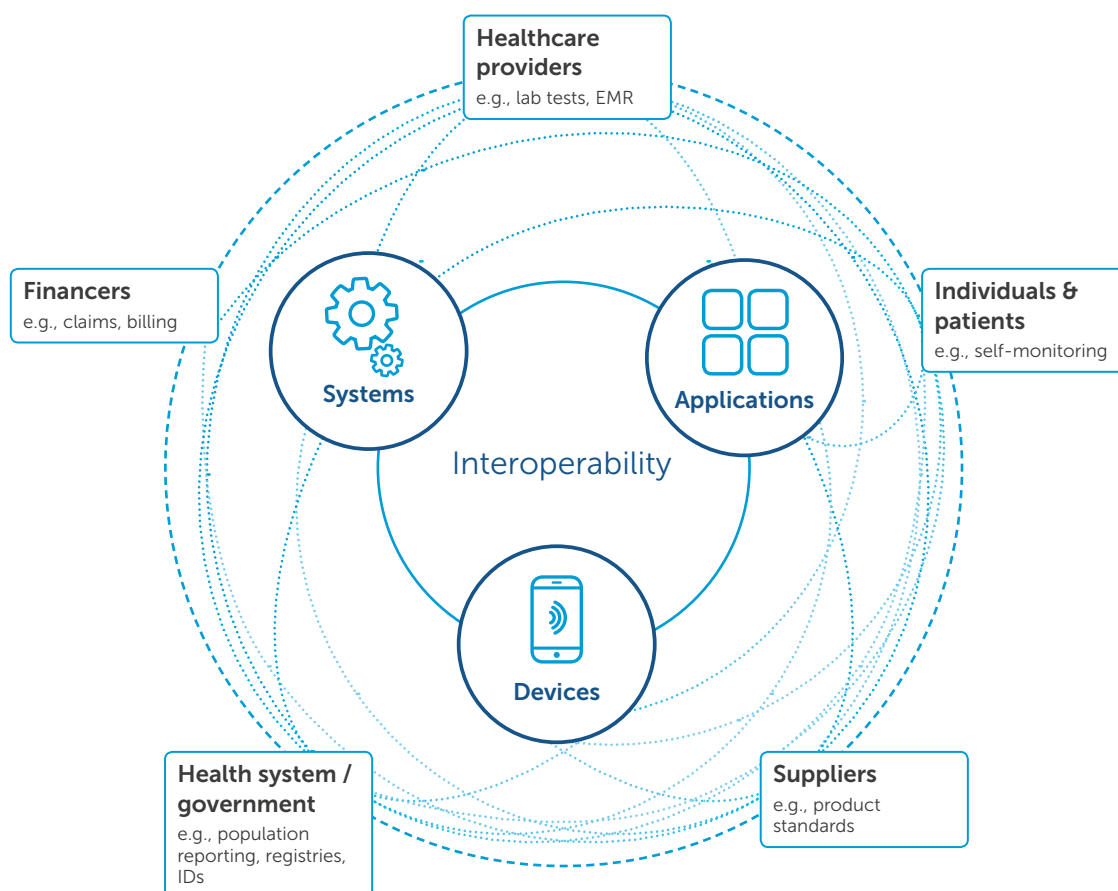 Healthcare
providers
e.g., lab tests, EMR
Financers
e.g., claims, billing
Individuals &
patients
e.g., self-monitoring
Systems
Applications
Interoperability
Devices
Health system /
government
e.g., population
reporting, registries,
IDs
Suppliers
e.g., product
standards